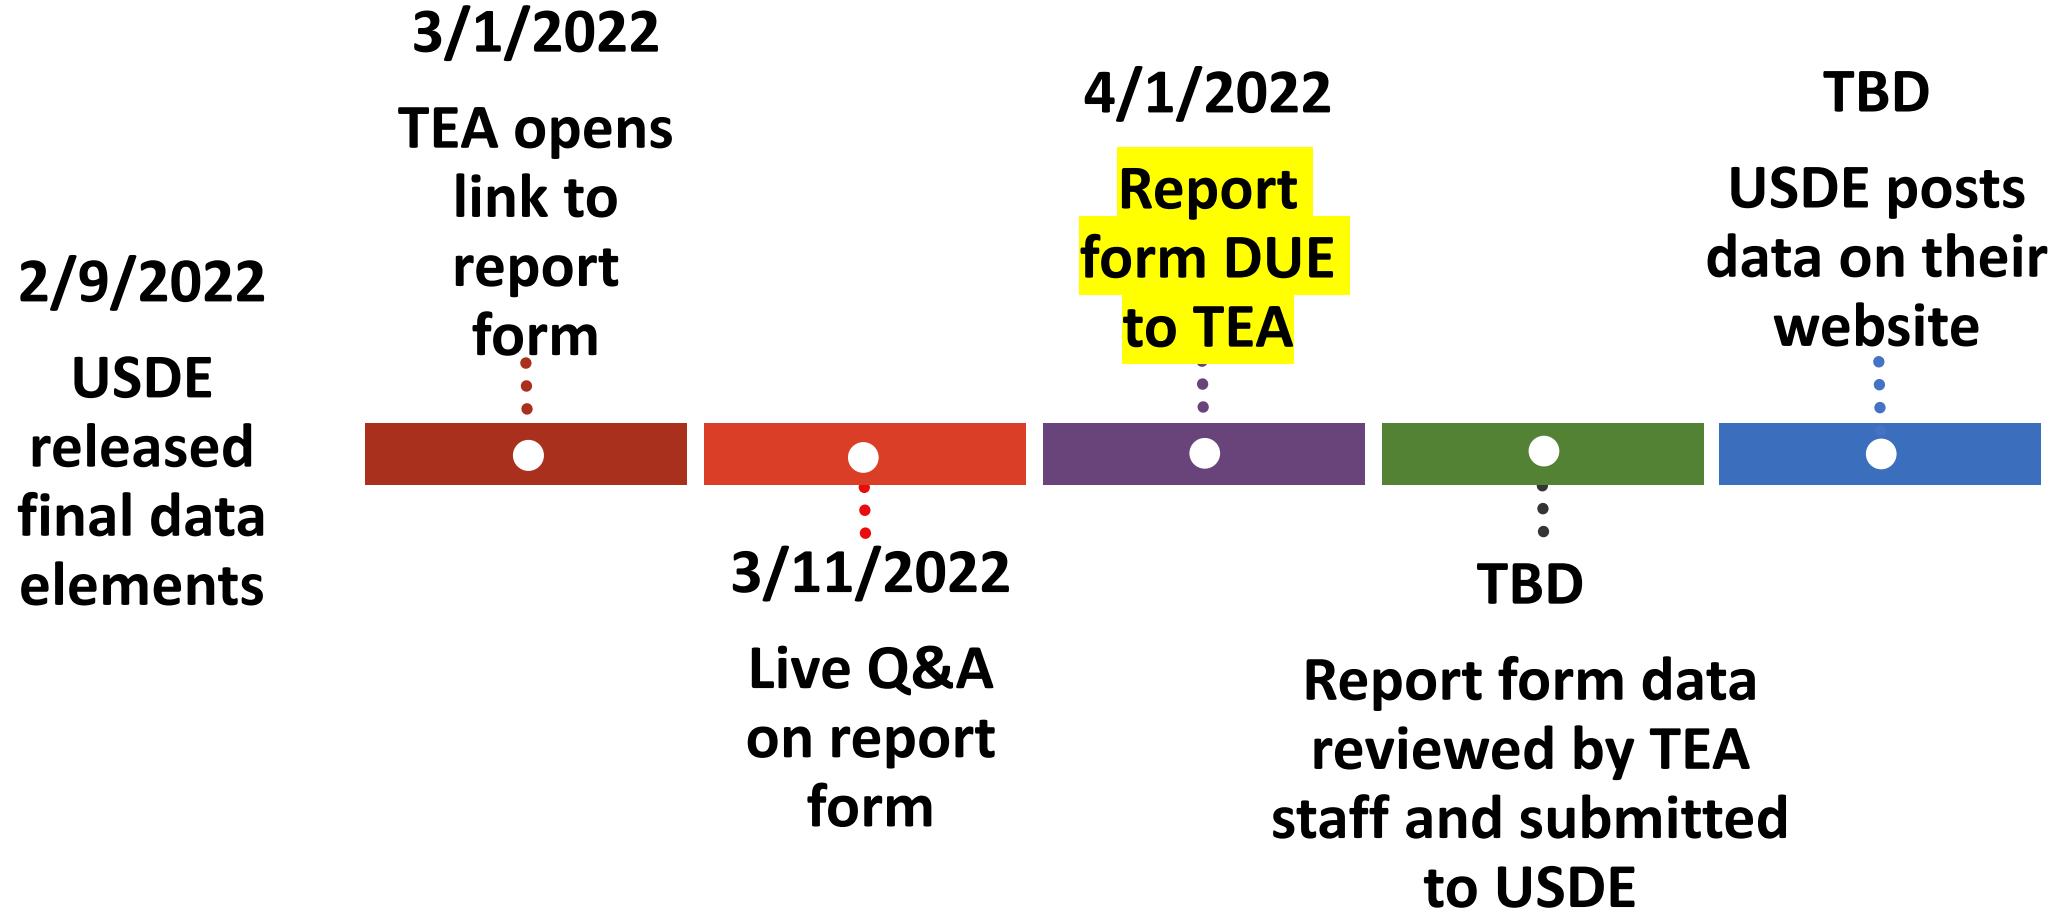 2/9/2022
USDE
released
final data
elements
3/1/2022
TEA opens
link to
report
form
3/11/2022
Live Q&A
on report
form
4/1/2022
Report
form DUE
to TEA
TBD
Report form data
reviewed by TEA
staff and submitted
to USDE
TBD
USDE posts
data on their
website